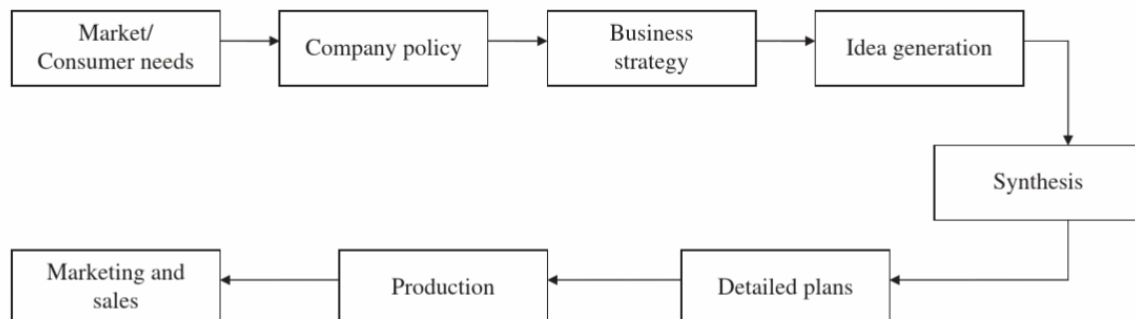 Market/
Consumer needs
Company policy
Business
strategy
Idea generation
Synthesis
Detailed plans
Production
Marketing and
sales